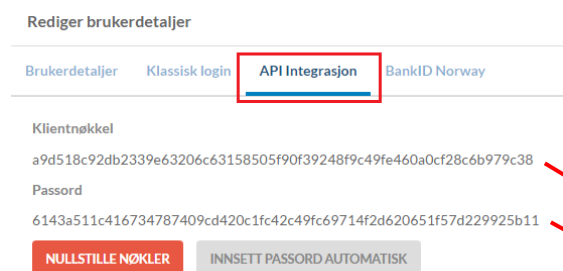 Rediger brukerdetaljer
Brukerdetaljer Klassisk login API Integrasjon BankID Norway
Klientnøkkel
a9d518c92db2339e63206c63158505f90f39248f9c49fe460a0cf28c6b979c38
Passord
6143a511c416734787409cd420c1fc42c49fc69714f2d620651f57d229925b11
NULLSTILLE NØKLER INNSETT PASSORD AUTOMATISK